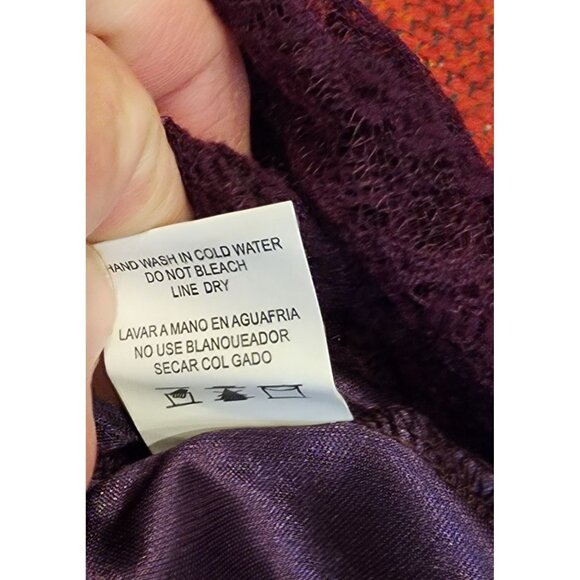 HAND WASH IN COLD WATER
DO NOT BLEACH
LINE DRY
LAVAR A MANO EN AGUAFRIA
NO USE BLANQUEADOR
SECAR COL GADO